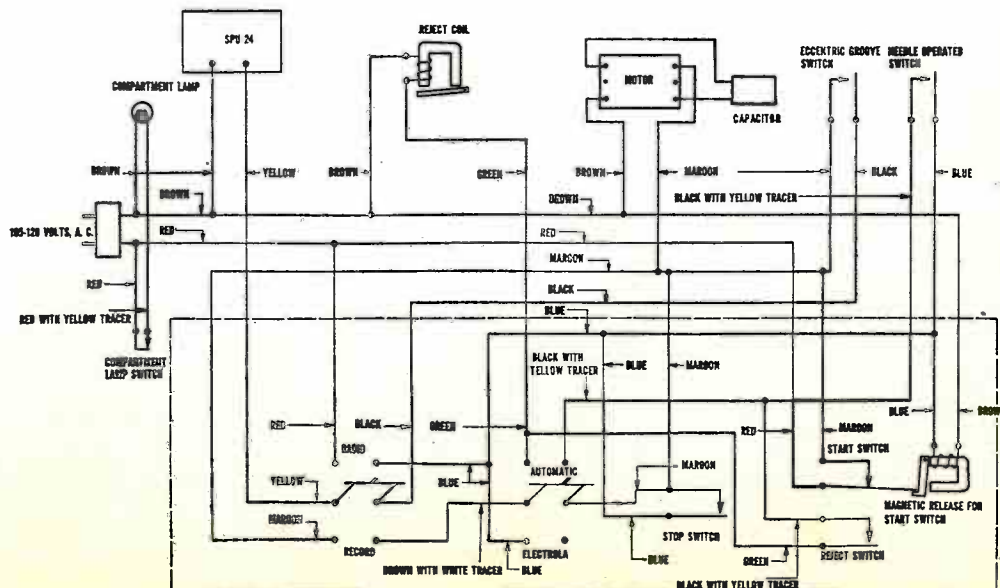 SPU 24
REJECT COIL
ECCENTRIC GROOVE
SWITCH
NEEDLE OPERATED
SWITCH
COMPARTMENT LAMP
MOTOR
CAPACITOR
BROWN
YELLOW
BROWN
GREEN
BROWN
MAROON
BLACK
BLUE
BROWN
BLACK WITH YELLOW TRACER
BROWN
105-120 VOLTS, A. C.
RED
RED
MAROON
RED
BLACK
RED WITH YELLOW TRACER
BLUE
COMPARTMENT
LAMP SWITCH
BLACK WITH
YELLOW TRACER
BLUE
MAROON
BLUE
BROWN
RED
BLACK
GREEN
RED
MAROON
RADIO
START SWITCH
AUTOMATIC
MAROON
YELLOW
BLUE
MAGNETIC RELEASE FOR
START SWITCH
MAROON
STOP SWITCH
RECORD
ELECTROLA
BLUE
GREEN
REJECT SWITCH
BROWN WITH WHITE TRACER
BLUE
BLACK WITH YELLOW TRACER